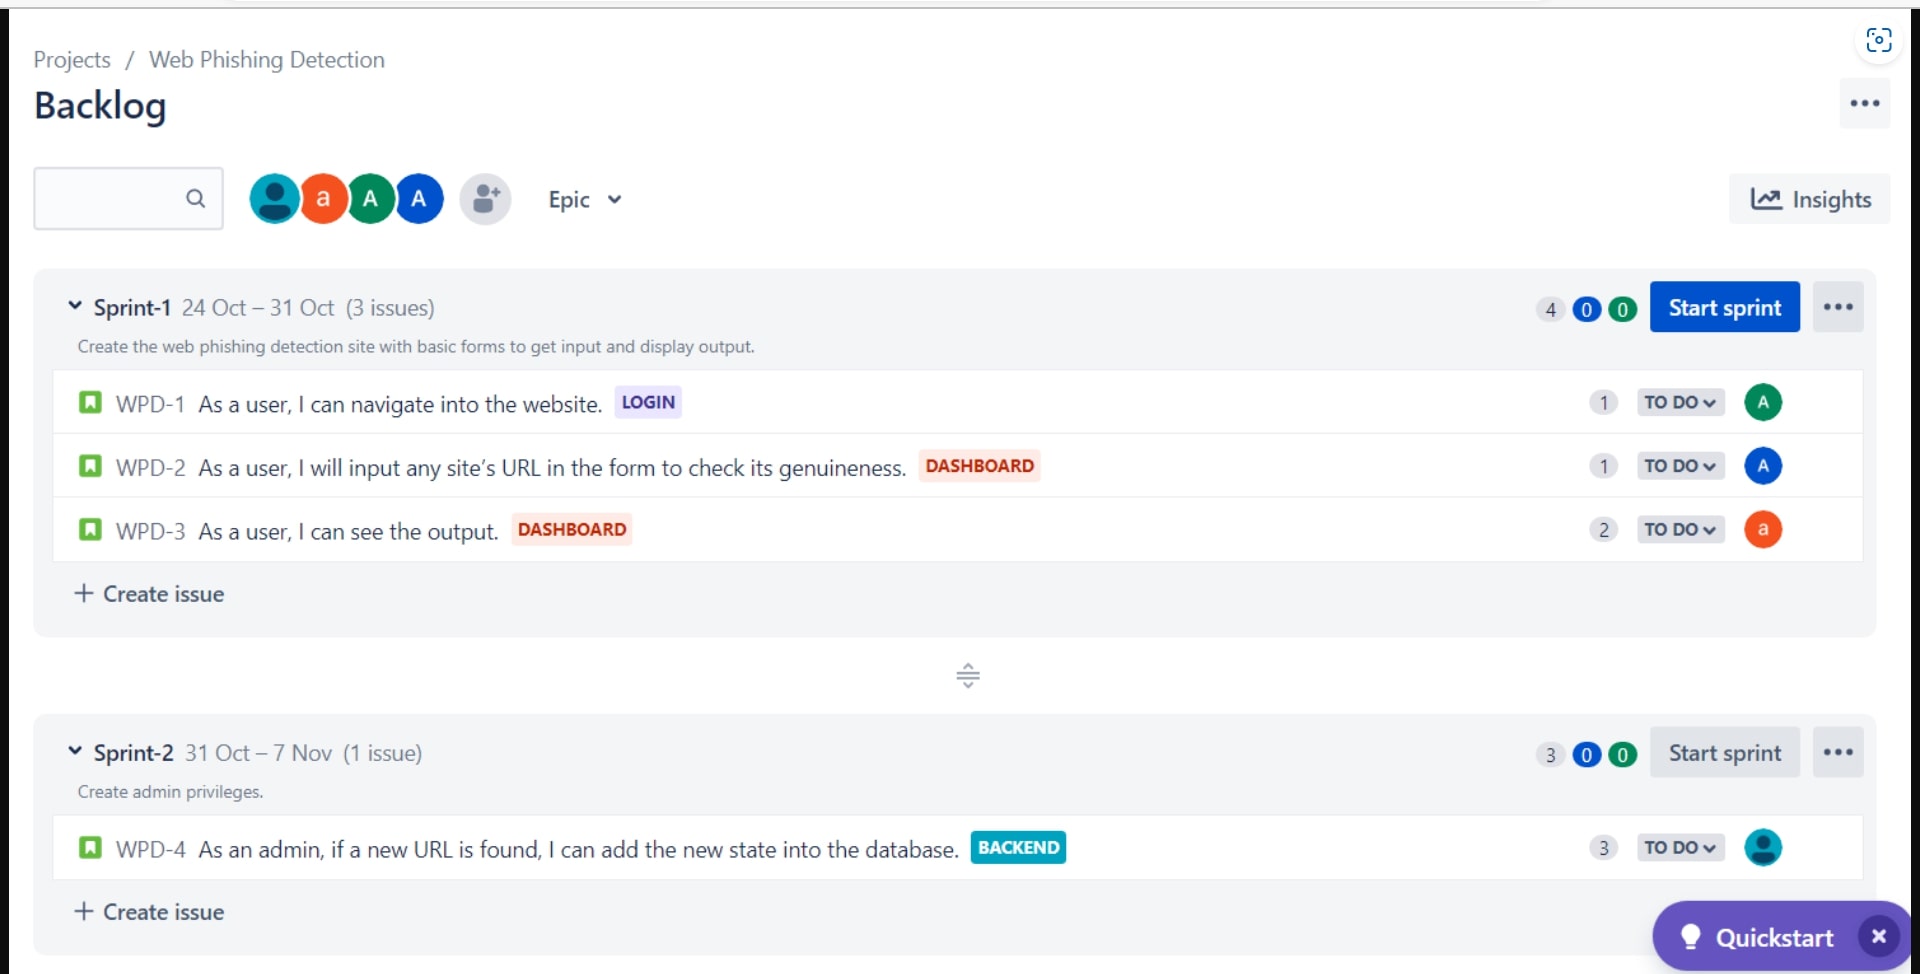 Projects / Web Phishing Detection
Backlog
a A A Epic Insights
Sprint-1 24 Oct – 31 Oct (3 issues) 4 0 0 Start sprint
Create the web phishing detection site with basic forms to get input and display output.
WPD-1 As a user, I can navigate into the website. LOGIN 1 TO DO A
WPD-2 As a user, I will input any site’s URL in the form to check its genuineness. DASHBOARD 1 TO DO A
WPD-3 As a user, I can see the output. DASHBOARD 2 TO DO a
+ Create issue
Sprint-2 31 Oct – 7 Nov (1 issue) 3 0 0 Start sprint
Create admin privileges.
WPD-4 As an admin, if a new URL is found, I can add the new state into the database. BACKEND 3 TO DO
+ Create issue
Quickstart